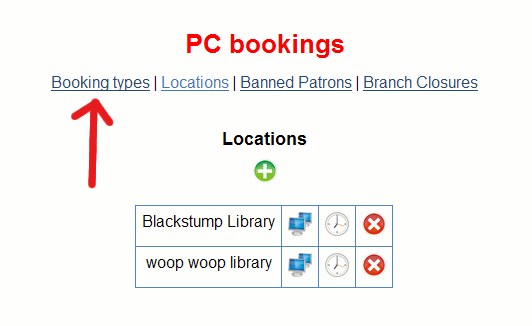 PC bookings
Booking types | Locations | Banned Patrons | Branch Closures
Locations
Blackstump Library
woop woop library